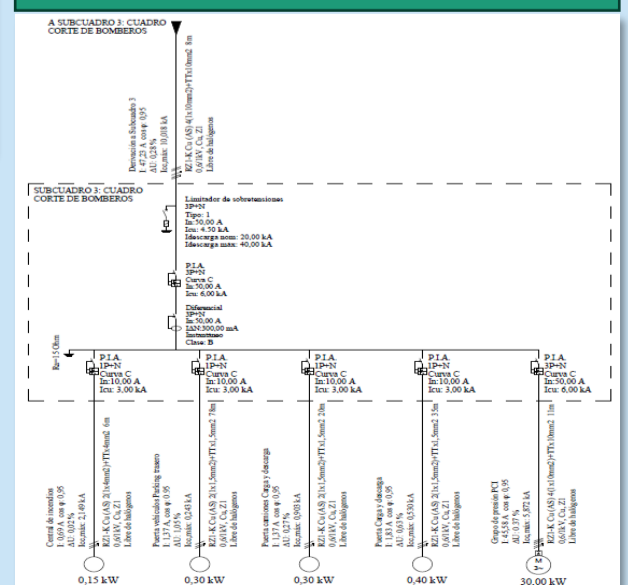 A SUBCUADRO 3: CUADRO
CORTE DE BOMBEROS
Derivación a Subcuadro 3
I: 47,23 A cos φ: 0,95
ΔU: 0,28%
Icc,máx: 10,018 kA
RZ1-K Cu (AS) 4(1x10mm2)+TTx10mm2 8m
0,6/1kV, Cu, Z1
Libre de halógenos
SUBCUADRO 3: CUADRO
CORTE DE BOMBEROS
Limitador de sobretensiones
3P+N
Tipo: 1
In:50,00 A
Icu: 4.50 kA
Idescarga nom: 20,00 kA
Idescarga máx: 40,00 kA
P.I.A.
3P+N
Curva C
In:50,00 A
Icu: 6,00 kA
Diferencial
3P+N
In:50,00 A
IΔN:300,00 mA
Instantáneo
Clase: B
Rt=15 Ohm
P.I.A.
1P+N
Curva C
In:10,00 A
Icu: 3,00 kA
P.I.A.
1P+N
Curva C
In:10,00 A
Icu: 3,00 kA
P.I.A.
1P+N
Curva C
In:10,00 A
Icu: 3,00 kA
P.I.A.
1P+N
Curva C
In:10,00 A
Icu: 3,00 kA
P.I.A.
3P+N
Curva C
In:50,00 A
Icu: 6,00 kA
Central de incendios
I: 0,69 A cos φ: 0,95
ΔU: 0,02%
Icc,máx: 2,149 kA
RZ1-K Cu (AS) 2(1x4mm2)+TTx4mm2 6m
0,6/1kV, Cu, Z1
Libre de halógenos
Puerta vehículos Parking trasero
I: 1,37 A cos φ: 0,95
ΔU: 1,05%
Icc,máx: 0,243 kA
RZ1-K Cu (AS) 2(1x1,5mm2)+TTx1,5mm2 78m
0,6/1kV, Cu, Z1
Libre de halógenos
Puerta camiones Carga y descarga
I: 1,37 A cos φ: 0,95
ΔU: 0,27%
Icc,máx: 0,903 kA
RZ1-K Cu (AS) 2(1x1,5mm2)+TTx1,5mm2 20m
0,6/1kV, Cu, Z1
Libre de halógenos
Puerta Carga y descarga
I: 1,83 A cos φ: 0,95
ΔU: 0,63%
Icc,máx: 0,530 kA
RZ1-K Cu (AS) 2(1x1,5mm2)+TTx1,5mm2 35m
0,6/1kV, Cu, Z1
Libre de halógenos
Grupo de presión PCI
I: 45,58 A cos φ: 0,95
ΔU: 0.37 %
Icc,máx: 5,872 kA
RZ1-K Cu (AS) 4(1x10mm2)+TTx10mm2 11m
0,6/1kV, Cu, Z1
Libre de halógenos
M
3~
0,15 kW
0,30 kW
0,30 kW
0,40 kW
30,00 kW